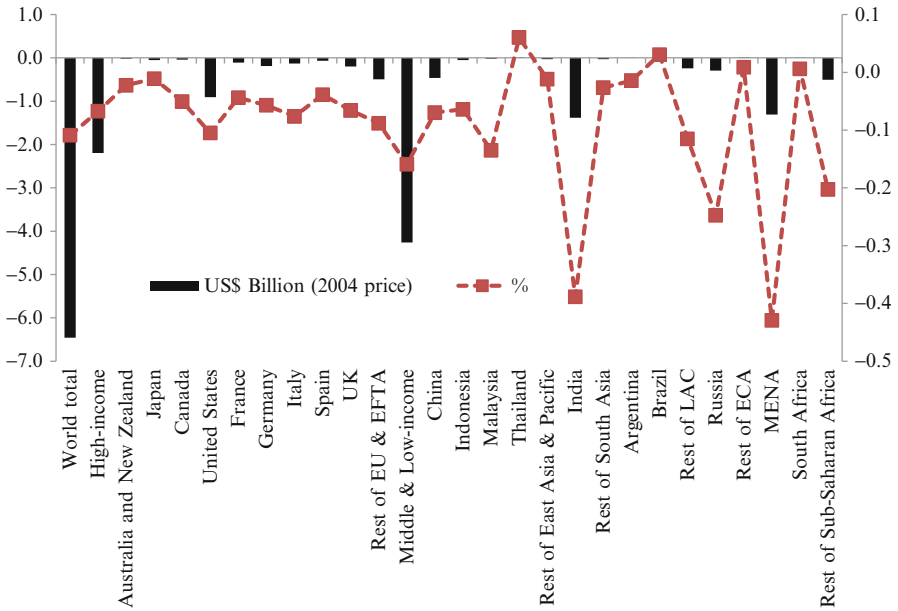 1.0
0.0
−1.0
−2.0
−3.0
−4.0
−5.0
−6.0
−7.0
0.1
0.0
−0.1
−0.2
−0.3
−0.4
−0.5
US$ Billion (2004 price)
%
World total
High-income
Australia and New Zealand
Japan
Canada
United States
France
Germany
Italy
Spain
UK
Rest of EU & EFTA
Middle & Low-income
China
Indonesia
Malaysia
Thailand
Rest of East Asia & Pacific
India
Rest of South Asia
Argentina
Brazil
Rest of LAC
Russia
Rest of ECA
MENA
South Africa
Rest of Sub-Saharan Africa